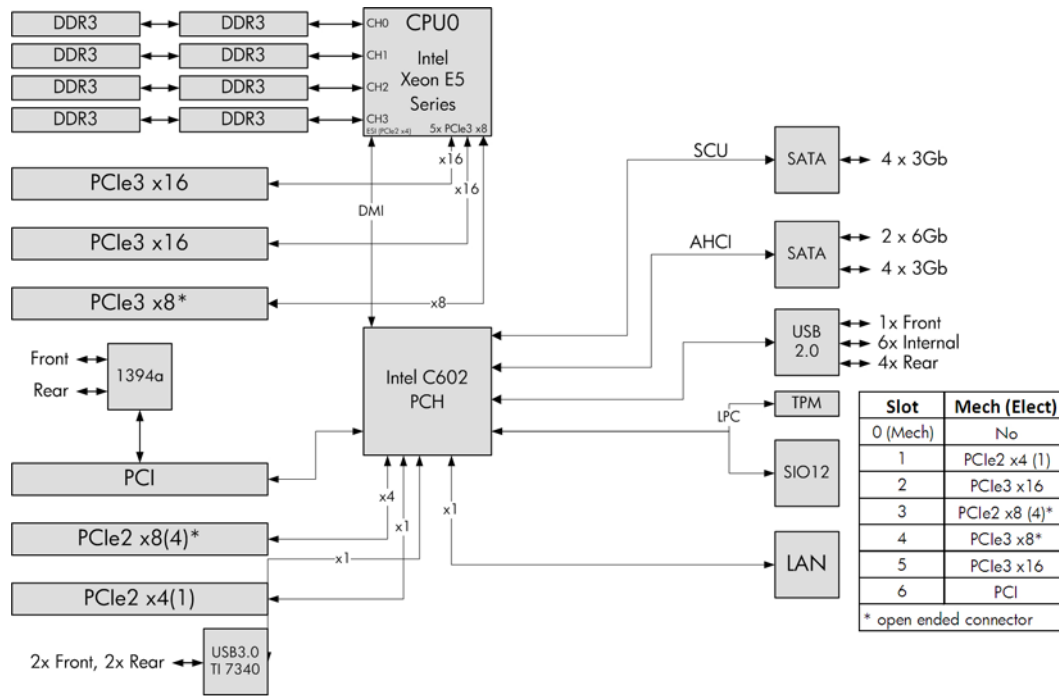 DDR3 DDR3 CH0 CPU0
DDR3 DDR3 CH1 Intel
DDR3 DDR3 CH2 Xeon E5
Series
DDR3 DDR3 CH3
ESI (PCIe2 x4) 5x PCIe3 x8
x16
PCIe3 x16
x16
DMI
PCIe3 x16
PCIe3 x8*
x8
SCU
SATA
4 x 3Gb
AHCI
SATA
2 x 6Gb
4 x 3Gb
Front
Rear
1394a
Intel C602
PCH
USB
2.0
1x Front
6x Internal
4x Rear
LPC
TPM
SIO12
PCI
x4
x1
x1
x1
PCIe2 x8(4)*
LAN
PCIe2 x4(1)
2x Front, 2x Rear
USB3.0
TI 7340
Slot Mech (Elect)
0 (Mech) No
1 PCIe2 x4 (1)
2 PCIe3 x16
3 PCIe2 x8 (4)*
4 PCIe3 x8*
5 PCIe3 x16
6 PCI
* open ended connector